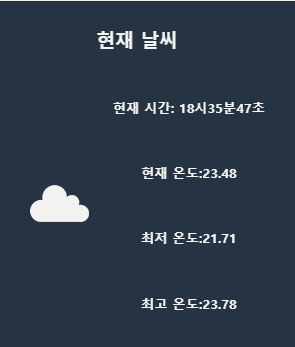 현재 날씨
현재 시간: 18시35분47초
현재 온도:23.48
최저 온도:21.71
최고 온도:23.78